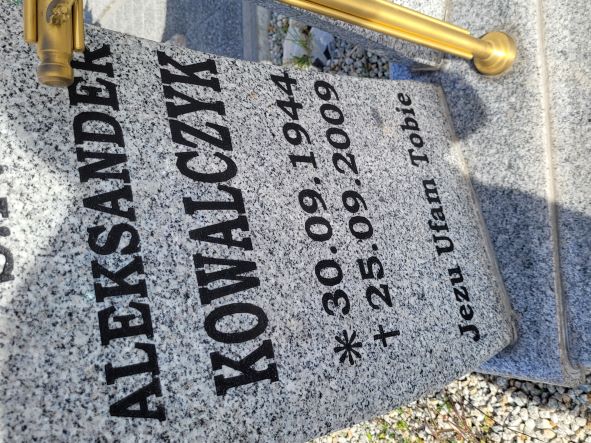 ALEKSANDER
KOWALCZYK
* 30.09.1944
+ 25.09.2009
Jezu Ufam Tobie